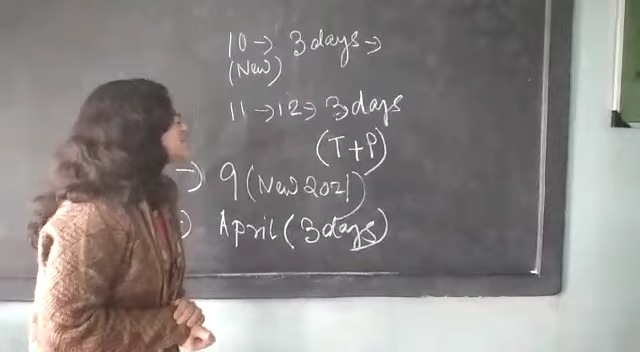 10 → 3 days →
(New)
11 → 12 → 3 days
(T+P)
→ 9 (New 2021)
) April (3 days)